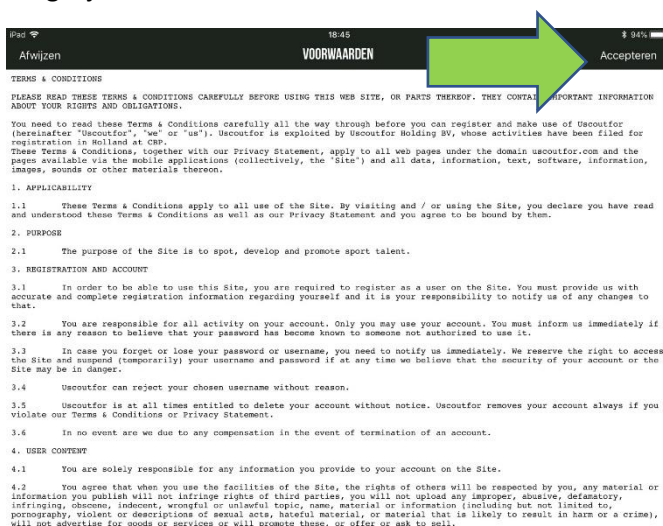 iPad 18:45 94%
Afwijzen VOORWAARDEN Accepteren
TERMS & CONDITIONS
PLEASE READ THESE TERMS & CONDITIONS CAREFULLY BEFORE USING THIS WEB SITE, OR PARTS THEREOF. THEY CONTAIN IMPORTANT INFORMATION
ABOUT YOUR RIGHTS AND OBLIGATIONS.
You need to read these Terms & Conditions carefully all the way through before you can register and make use of Uscoutfor
(hereinafter "Uscoutfor", "we" or "us"). Uscoutfor is exploited by Uscoutfor Holding BV, whose activities have been filed for
registration in Holland at CBP.
These Terms & Conditions, together with our Privacy Statement, apply to all web pages under the domain uscoutfor.com and the
pages available via the mobile applications (collectively, the "Site") and all data, information, text, software, information,
images, sounds or other materials thereon.
1. APPLICABILITY
1.1 These Terms & Conditions apply to all use of the Site. By visiting and / or using the Site, you declare you have read
and understood these Terms & Conditions as well as our Privacy Statement and you agree to be bound by them.
2. PURPOSE
2.1 The purpose of the Site is to spot, develop and promote sport talent.
3. REGISTRATION AND ACCOUNT
3.1 In order to be able to use this Site, you are required to register as a user on the Site. You must provide us with
accurate and complete registration information regarding yourself and it is your responsibility to notify us of any changes to
that.
3.2 You are responsible for all activity on your account. Only you may use your account. You must inform us immediately if
there is any reason to believe that your password has become known to someone not authorized to use it.
3.3 In case you forget or lose your password or username, you need to notify us immediately. We reserve the right to access
the Site and suspend (temporarily) your username and password if at any time we believe that the security of your account or the
Site may be in danger.
3.4 Uscoutfor can reject your chosen username without reason.
3.5 Uscoutfor is at all times entitled to delete your account without notice. Uscoutfor removes your account always if you
violate our Terms & Conditions or Privacy Statement.
3.6 In no event are we due to any compensation in the event of termination of an account.
4. USER CONTENT
4.1 You are solely responsible for any information you provide to your account on the Site.
4.2 You agree that when you use the facilities of the Site, the rights of others will be respected by you, any material or
information you publish will not infringe rights of third parties, you will not upload any improper, abusive, defamatory,
infringing, obscene, indecent, wrongful or unlawful topic, name, material or information (including but not limited to,
pornography, violent or descriptions of sexual acts, hateful material, or material that is likely to result in harm or a crime),
will not advertise for goods or services or will promote these, or offer or ask to sell.